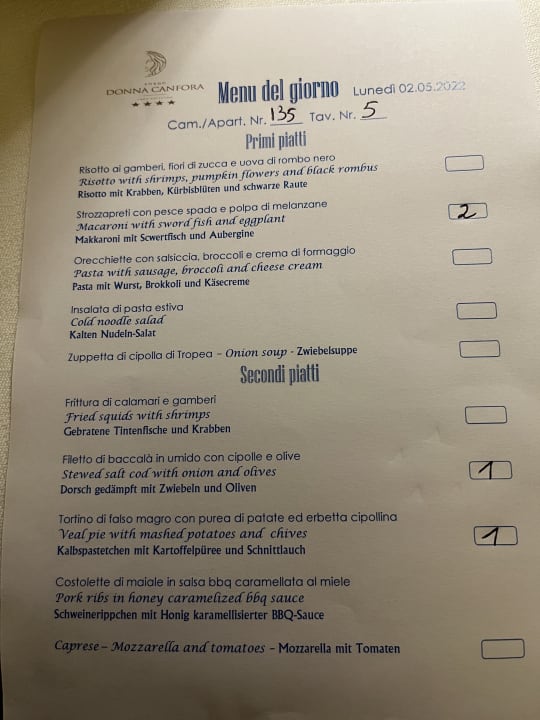 BORGO
DONNA CANFORA
Menu del giorno Lunedì 02.05.2022
Cam./Apart. Nr. 135 Tav. Nr. 5
Primi piatti
Risotto ai gamberi, fiori di zucca e uova di rombo nero
Risotto with shrimps, pumpkin flowers and black rombus
Risotto mit Krabben, Kürbisblüten und schwarze Raute
Strozzapreti con pesce spada e polpa di melanzane
Macaroni with sword fish and eggplant 2
Makkaroni mit Scwertfisch und Aubergine
Orecchiette con salsiccia, broccoli e crema di formaggio
Pasta with sausage, broccoli and cheese cream
Pasta mit Wurst, Brokkoli und Käsecreme
Insalata di pasta estiva
Cold noodle salad
Kalten Nudeln-Salat
Zuppetta di cipolla di Tropea – Onion soup - Zwiebelsuppe
Secondi piatti
Frittura di calamari e gamberi
Fried squids with shrimps
Gebratene Tintenfische und Krabben
Filetto di baccalà in umido con cipolle e olive
Stewed salt cod with onion and olives 1
Dorsch gedämpft mit Zwiebeln und Oliven
Tortino di falso magro con purea di patate ed erbetta cipollina
Veal pie with mashed potatoes and chives 1
Kalbspastetchen mit Kartoffelpüree und Schnittlauch
Costolette di maiale in salsa bbq caramellata al miele
Pork ribs in honey caramelized bbq sauce
Schweinerippchen mit Honig karamellisierter BBQ-Sauce
Caprese – Mozzarella and tomatoes – Mozzarella mit Tomaten